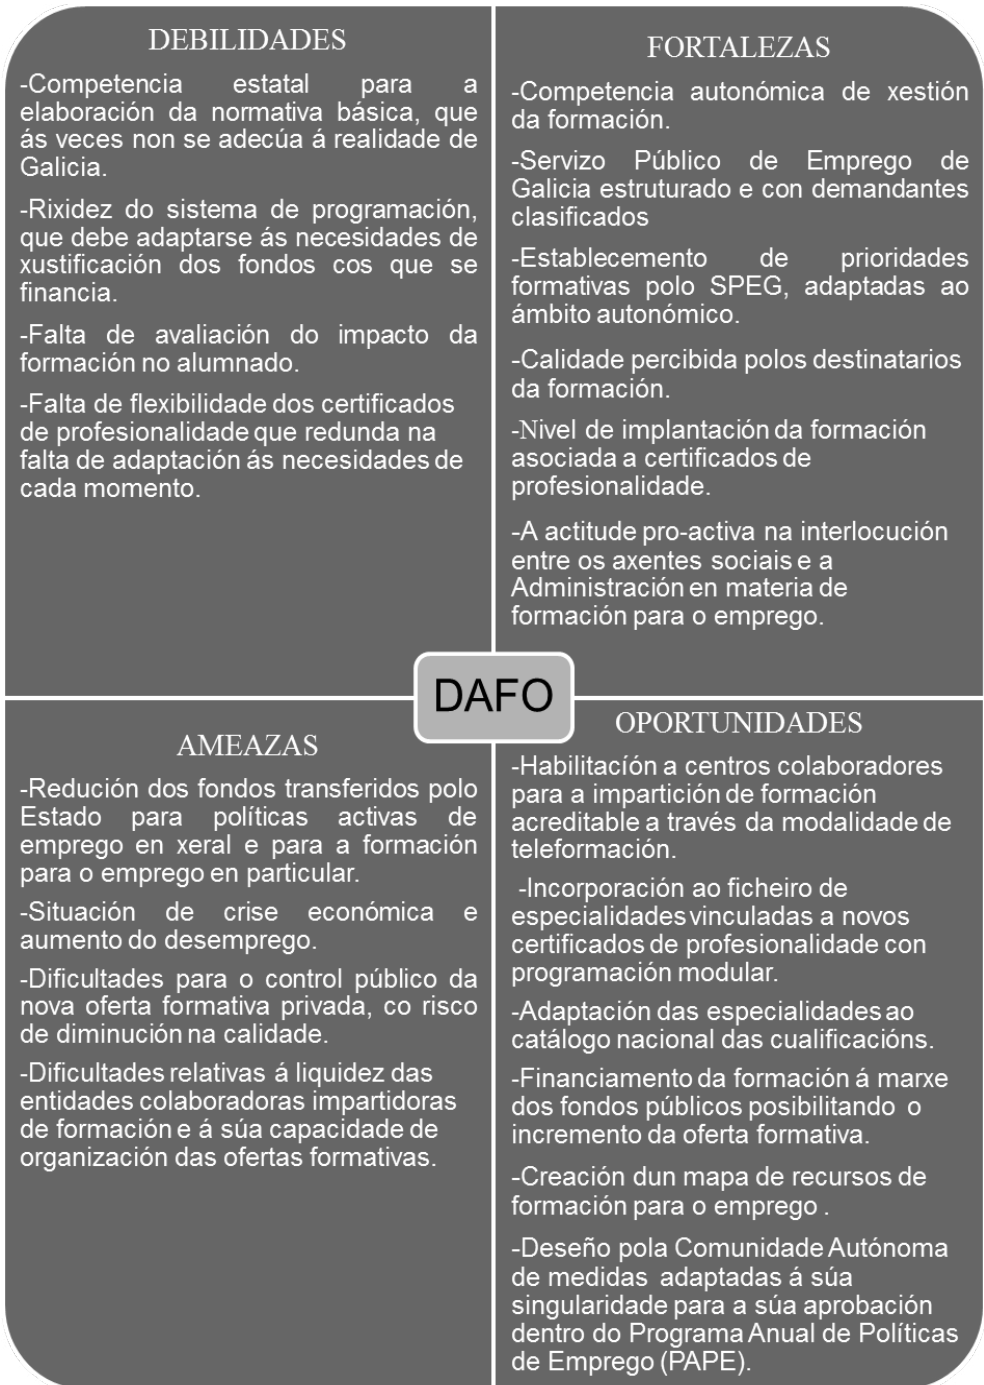 DEBILIDADES
-Competencia estatal para a
elaboración da normativa básica, que
ás veces non se adecúa á realidade de
Galicia.
-Rixidez do sistema de programación,
que debe adaptarse ás necesidades de
xustificación dos fondos cos que se
financia.
-Falta de avaliación do impacto da
formación no alumnado.
-Falta de flexibilidade dos certificados
de profesionalidade que redunda na
falta de adaptación ás necesidades de
cada momento.
FORTALEZAS
-Competencia autonómica de xestión
da formación.
-Servizo Público de Emprego de
Galicia estruturado e con demandantes
clasificados
-Establecemento de prioridades
formativas polo SPEG, adaptadas ao
ámbito autonómico.
-Calidade percibida polos destinatarios
da formación.
-Nivel de implantación da formación
asociada a certificados de
profesionalidade.
-A actitude pro-activa na interlocución
entre os axentes sociais e a
Administración en materia de
formación para o emprego.
DAFO
AMEAZAS
-Redución dos fondos transferidos polo
Estado para políticas activas de
emprego en xeral e para a formación
para o emprego en particular.
-Situación de crise económica e
aumento do desemprego.
-Dificultades para o control público da
nova oferta formativa privada, co risco
de diminución na calidade.
-Dificultades relativas á liquidez das
entidades colaboradoras impartidoras
de formación e á súa capacidade de
organización das ofertas formativas.
OPORTUNIDADES
-Habilitacíón a centros colaboradores
para a impartición de formación
acreditable a través da modalidade de
teleformación.
-Incorporación ao ficheiro de
especialidades vinculadas a novos
certificados de profesionalidade con
programación modular.
-Adaptación das especialidades ao
catálogo nacional das cualificacións.
-Financiamento da formación á marxe
dos fondos públicos posibilitando o
incremento da oferta formativa.
-Creación dun mapa de recursos de
formación para o emprego .
-Deseño pola Comunidade Autónoma
de medidas adaptadas á súa
singularidade para a súa aprobación
dentro do Programa Anual de Políticas
de Emprego (PAPE).